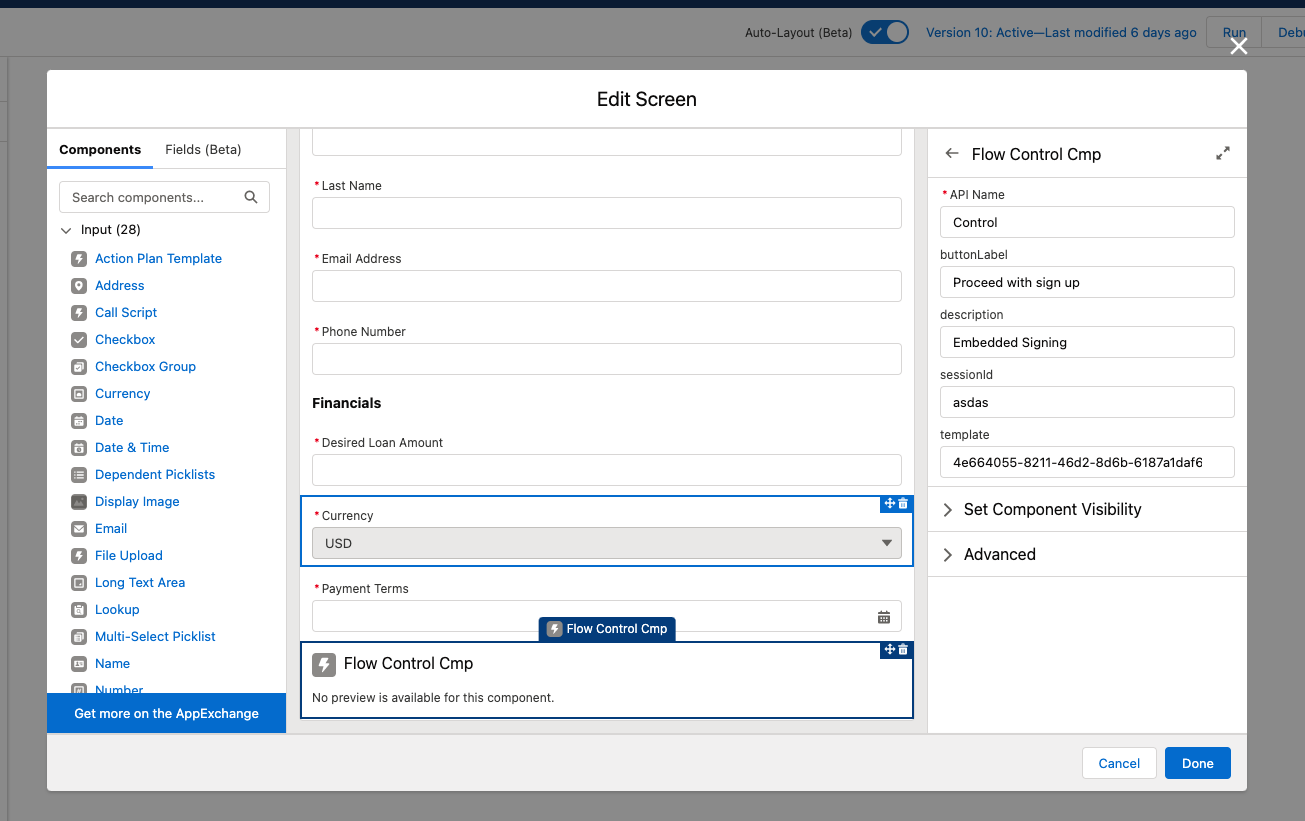 Auto-Layout (Beta)
Version 10: Active—Last modified 6 days ago
Run
Edit Screen
Components
Fields (Beta)
Search components...
Input (28)
Action Plan Template
Address
Call Script
Checkbox
Checkbox Group
Currency
Date
Date & Time
Dependent Picklists
Display Image
Email
File Upload
Long Text Area
Lookup
Multi-Select Picklist
Name
Number
Get more on the AppExchange
* Last Name
* Email Address
* Phone Number
Financials
* Desired Loan Amount
* Currency
USD
* Payment Terms
Flow Control Cmp
Flow Control Cmp
No preview is available for this component.
Flow Control Cmp
* API Name
Control
buttonLabel
Proceed with sign up
description
Embedded Signing
sessionId
asdas
template
4e664055-8211-46d2-8d6b-6187a1daf6
Set Component Visibility
Advanced
Cancel
Done